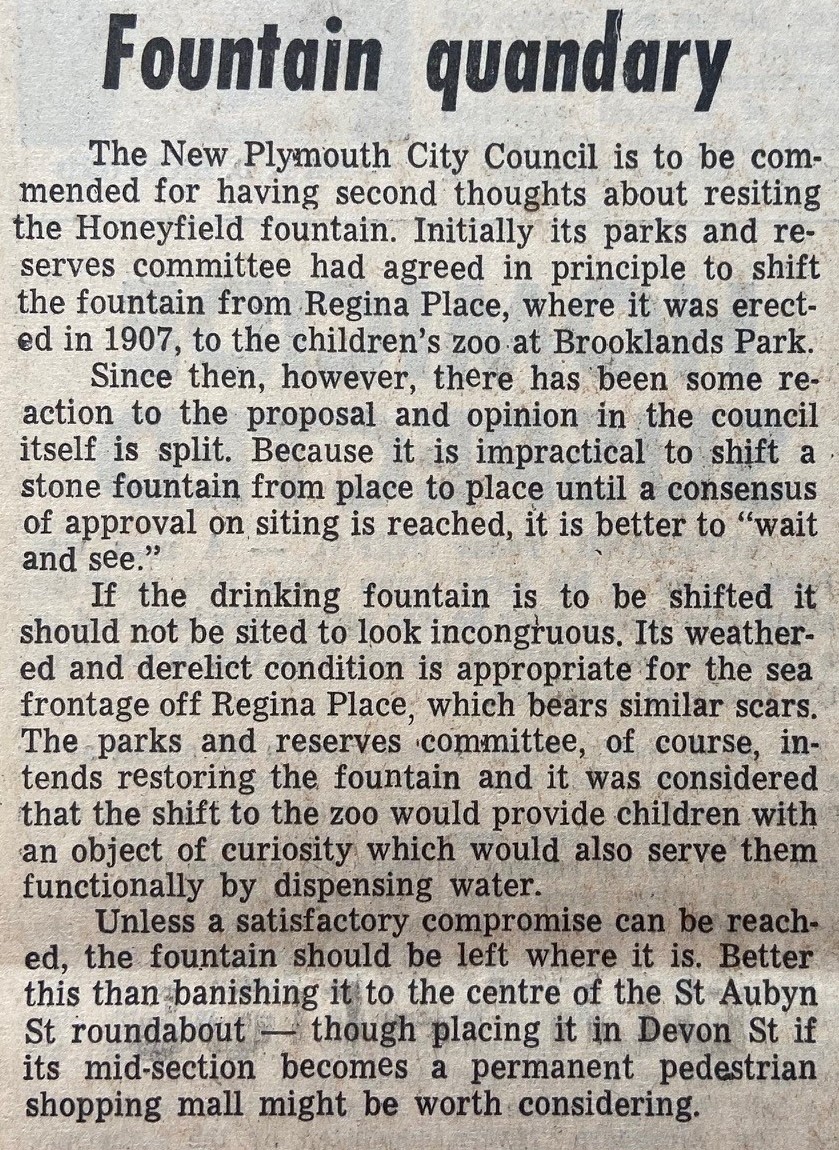 Fountain quandary
The New Plymouth City Council is to be com-
mended for having second thoughts about resiting
the Honeyfield fountain. Initially its parks and re-
serves committee had agreed in principle to shift
the fountain from Regina Place, where it was erect-
ed in 1907, to the children's zoo at Brooklands Park.
Since then, however, there has been some re-
action to the proposal and opinion in the council
itself is split. Because it is impractical to shift a
stone fountain from place to place until a consensus
of approval on siting is reached, it is better to “wait
and see.”
If the drinking fountain is to be shifted it
should not be sited to look incongruous. Its weather-
ed and derelict condition is appropriate for the sea
frontage off Regina Place, which bears similar scars.
The parks and reserves committee, of course, in-
tends restoring the fountain and it was considered
that the shift to the zoo would provide children with
an object of curiosity which would also serve them
functionally by dispensing water.
Unless a satisfactory compromise can be reach-
ed, the fountain should be left where it is. Better
this than banishing it to the centre of the St Aubyn
St roundabout — though placing it in Devon St if
its mid-section becomes a permanent pedestrian
shopping mall might be worth considering.